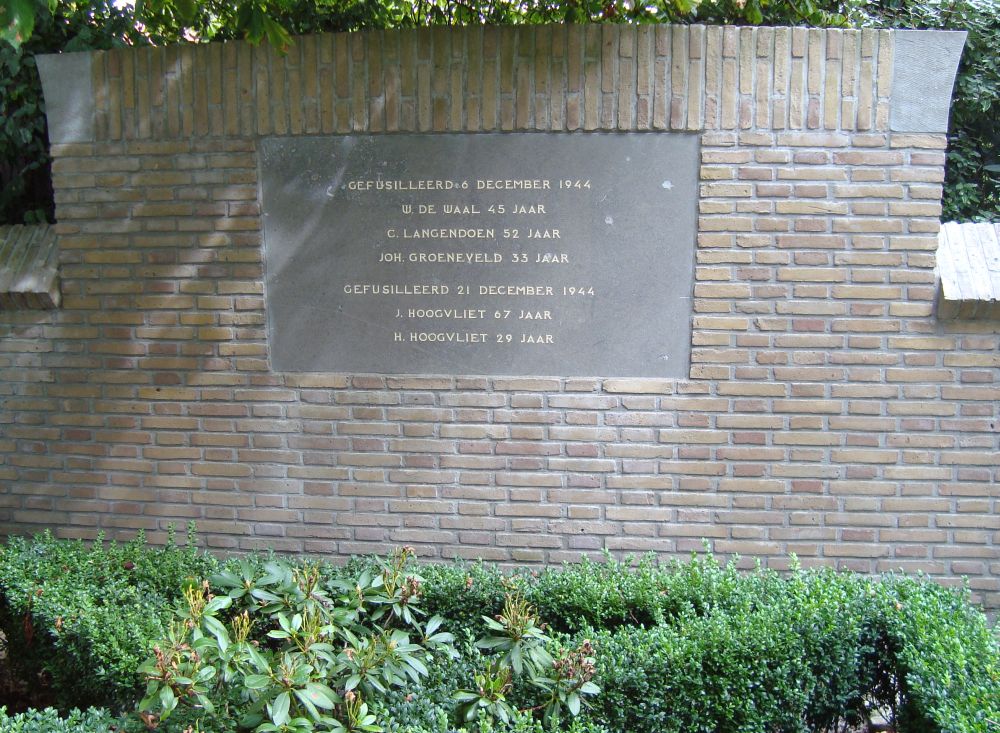 GEFUSILLEERD 6 DECEMBER 1944
W. DE WAAL 45 JAAR
C. LANGENDOEN 52 JAAR
JOH. GROENEVELD 33 JAAR
GEFUSILLEERD 21 DECEMBER 1944
J. HOOGVLIET 67 JAAR
H. HOOGVLIET 29 JAAR